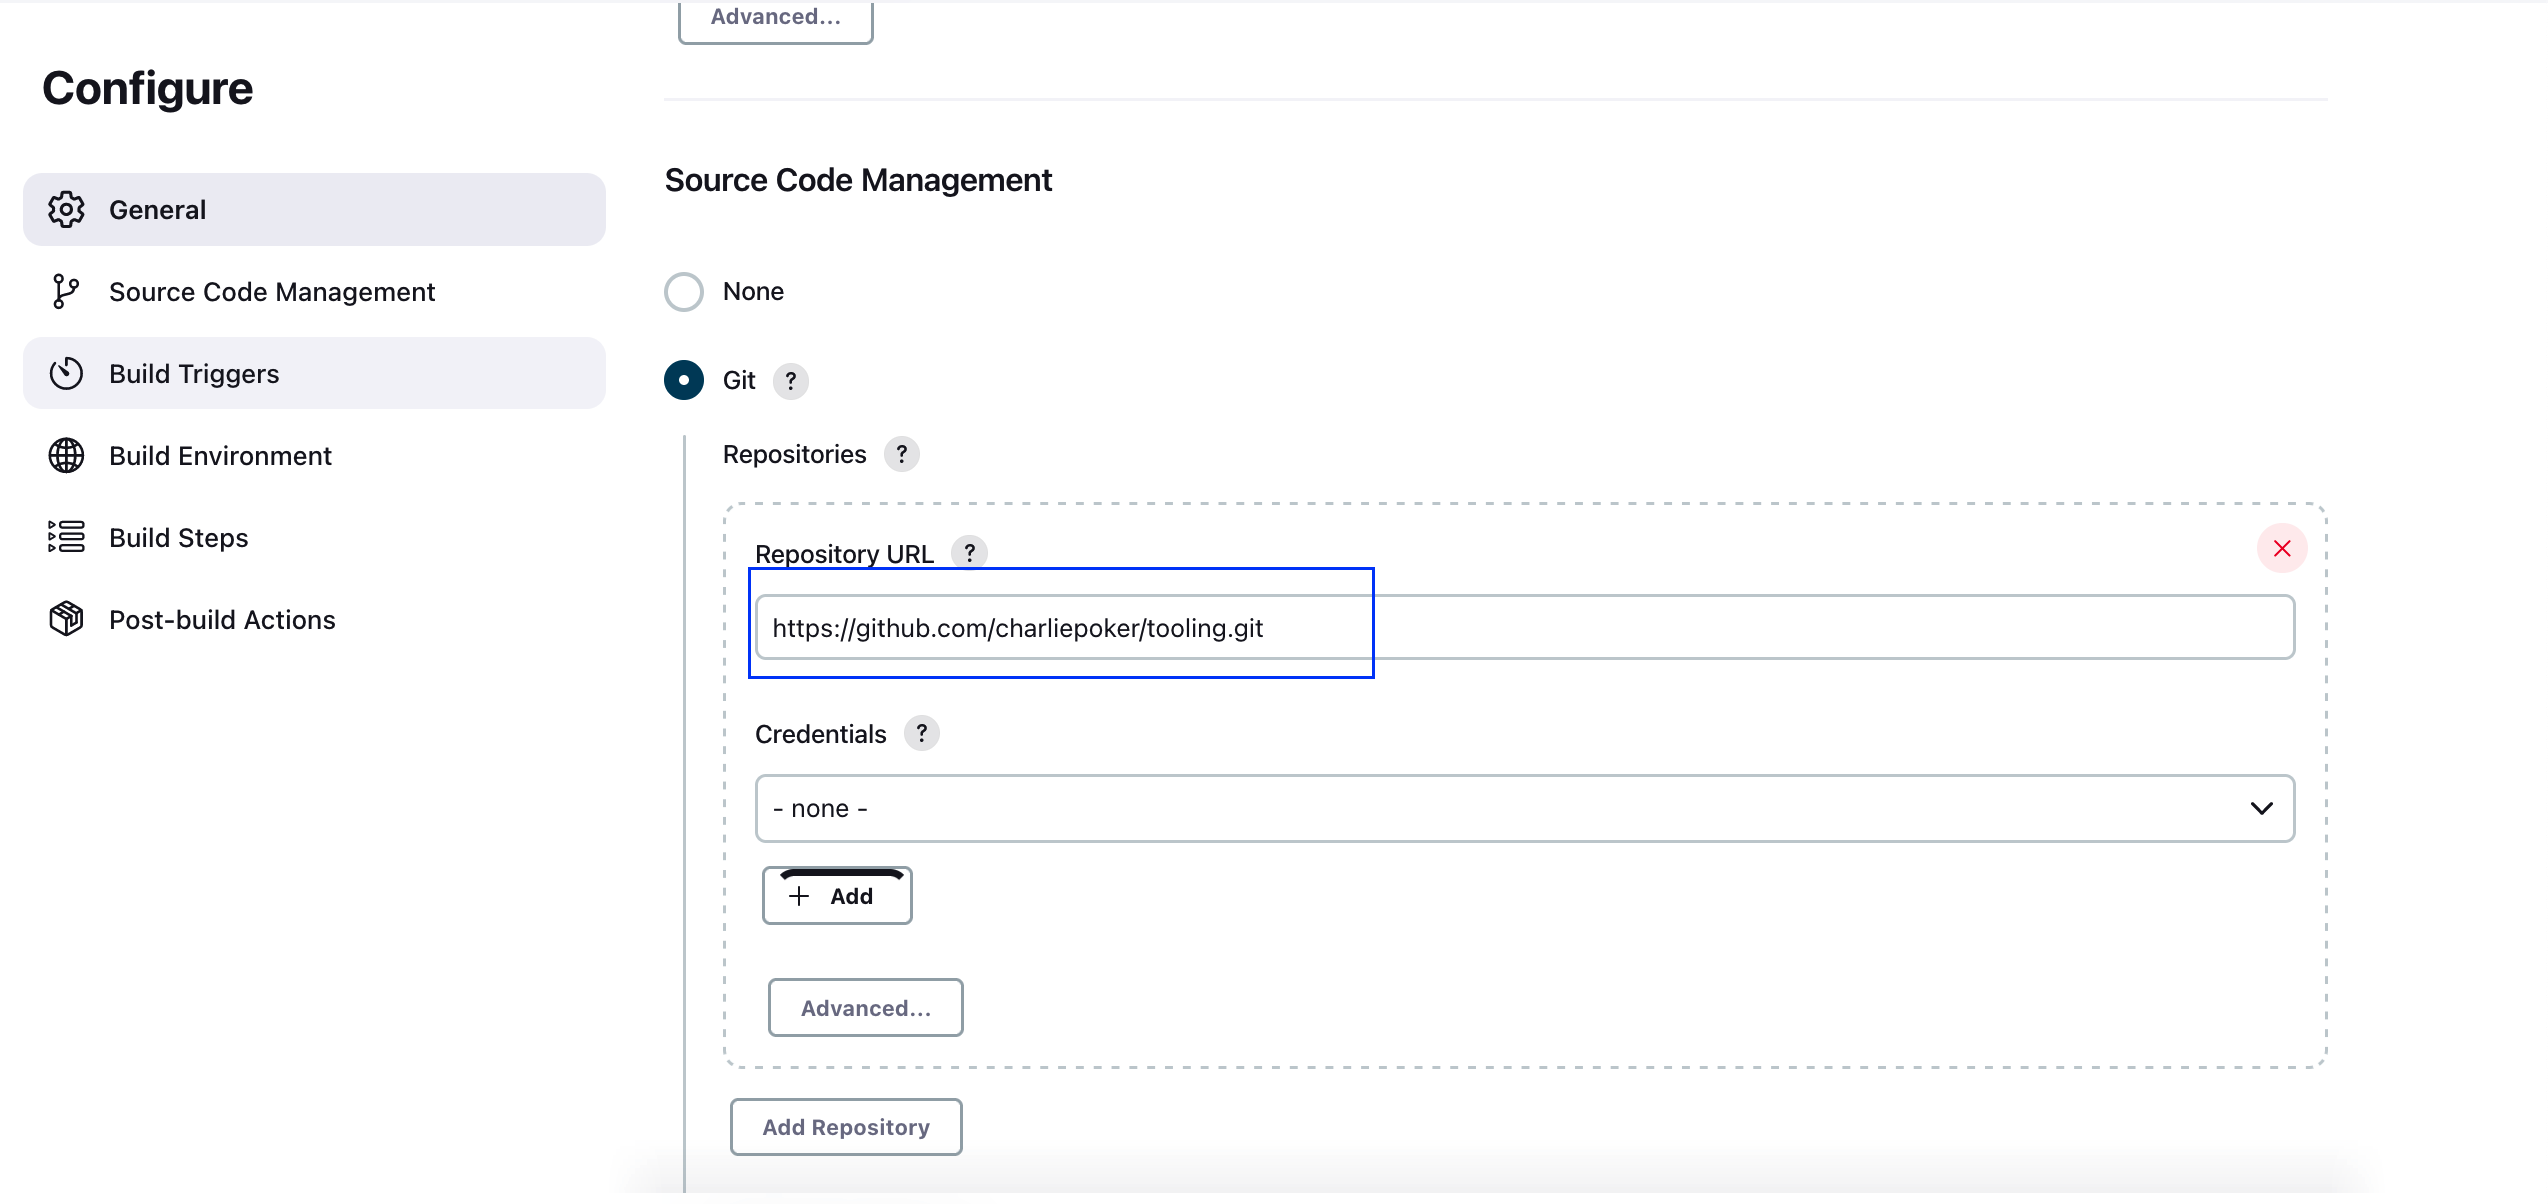 Advanced...
Configure
General
Source Code Management
Build Triggers
Build Environment
Build Steps
Post-build Actions
Source Code Management
None
Git ?
Repositories ?
Repository URL ?
https://github.com/charliepoker/tooling.git
Credentials ?
- none -
+ Add
Advanced...
Add Repository